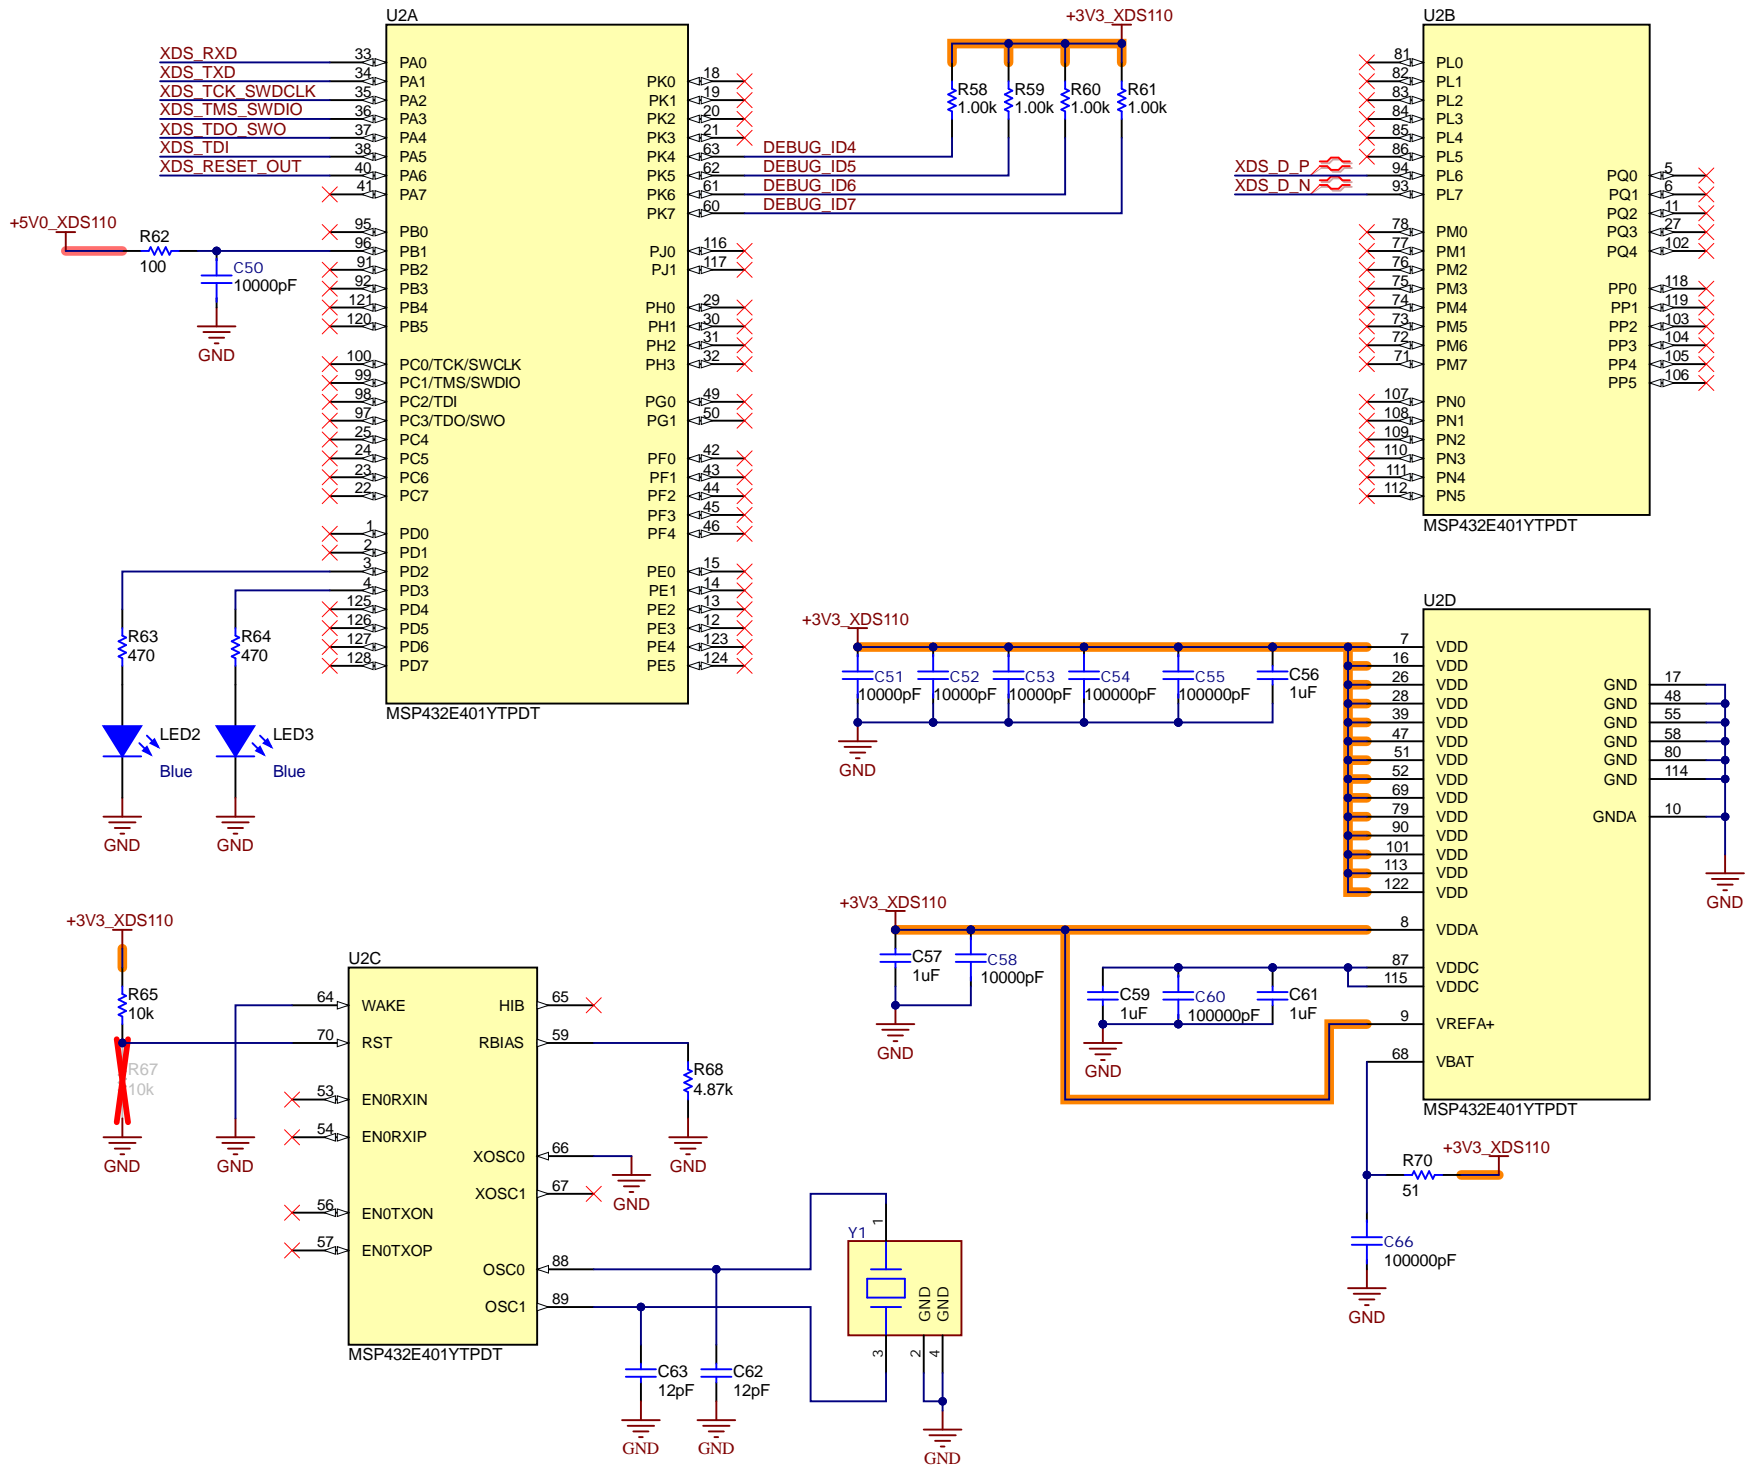 U2A
XDS_RXD 33 PA0
XDS_TXD 34 PA1
XDS_TCK_SWDCLK 35 PA2
XDS_TMS_SWDIO 36 PA3
XDS_TDO_SWO 37 PA4
XDS_TDI 38 PA5
XDS_RESET_OUT 40 PA6
41 PA7
95 PB0
96 PB1
91 PB2
92 PB3
121 PB4
120 PB5
100 PC0/TCK/SWCLK
99 PC1/TMS/SWDIO
98 PC2/TDI
97 PC3/TDO/SWO
25 PC4
24 PC5
23 PC6
22 PC7
1 PD0
2 PD1
3 PD2
4 PD3
125 PD4
126 PD5
127 PD6
128 PD7
PK0 18
PK1 19
PK2 20
PK3 21
PK4 63 DEBUG_ID4
PK5 62 DEBUG_ID5
PK6 61 DEBUG_ID6
PK7 60 DEBUG_ID7
PJ0 116
PJ1 117
PH0 29
PH1 30
PH2 31
PH3 32
PG0 49
PG1 50
PF0 42
PF1 43
PF2 44
PF3 45
PF4 46
PE0 15
PE1 14
PE2 13
PE3 12
PE4 123
PE5 124
MSP432E401YTPDT
+5V0_XDS110
R62
100
C50
10000pF
GND
R63
470
R64
470
LED2
Blue
LED3
Blue
GND
GND
+3V3_XDS110
R58
1.00k
R59
1.00k
R60
1.00k
R61
1.00k
U2B
81 PL0
82 PL1
83 PL2
84 PL3
85 PL4
86 PL5
XDS_D_P 94 PL6
XDS_D_N 93 PL7
78 PM0
77 PM1
76 PM2
75 PM3
74 PM4
73 PM5
72 PM6
71 PM7
107 PN0
108 PN1
109 PN2
110 PN3
111 PN4
112 PN5
PQ0 5
PQ1 6
PQ2 11
PQ3 27
PQ4 102
PP0 118
PP1 119
PP2 103
PP3 104
PP4 105
PP5 106
MSP432E401YTPDT
+3V3_XDS110
C51
10000pF
C52
10000pF
C53
10000pF
C54
100000pF
C55
100000pF
C56
1uF
GND
U2D
7 VDD
16 VDD
26 VDD
28 VDD
39 VDD
47 VDD
51 VDD
52 VDD
69 VDD
79 VDD
90 VDD
101 VDD
113 VDD
122 VDD
8 VDDA
87 VDDC
115 VDDC
9 VREFA+
68 VBAT
GND 17
GND 48
GND 55
GND 58
GND 80
GND 114
GNDA 10
GND
MSP432E401YTPDT
+3V3_XDS110
C57
1uF
C58
10000pF
GND
C59
1uF
C60
100000pF
C61
1uF
GND
+3V3_XDS110
R70
51
C66
100000pF
GND
+3V3_XDS110
R65
10k
R67
10k
GND
GND
U2C
64 WAKE
70 RST
53 EN0RXIN
54 EN0RXIP
56 EN0TXON
57 EN0TXOP
HIB 65
RBIAS 59
XOSC0 66
XOSC1 67
OSC0 88
OSC1 89
MSP432E401YTPDT
R68
4.87k
GND
GND
Y1
1
3
2
4
GND
GND
C63
12pF
C62
12pF
GND
GND
GND